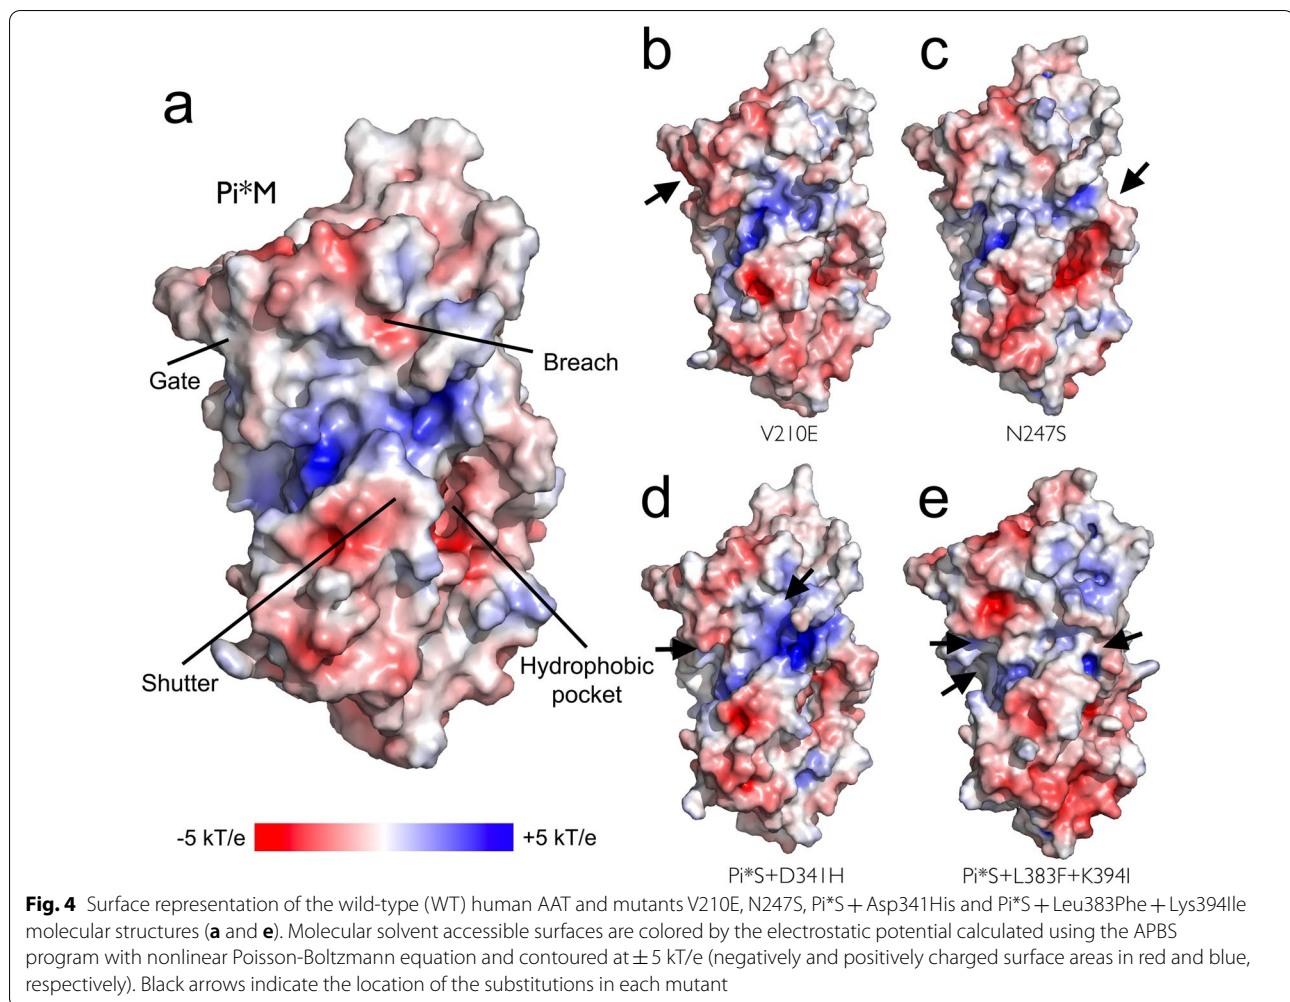 a
Pi*M
Gate
Breach
Shutter
Hydrophobic
pocket
-5 kT/e
+5 kT/e
b
V210E
c
N247S
d
Pi*S+D341H
e
Pi*S+L383F+K394I
Fig. 4 Surface representation of the wild-type (WT) human AAT and mutants V210E, N247S, Pi*S + Asp341His and Pi*S + Leu383Phe + Lys394Ile
molecular structures (a and e). Molecular solvent accessible surfaces are colored by the electrostatic potential calculated using the APBS
program with nonlinear Poisson-Boltzmann equation and contoured at ± 5 kT/e (negatively and positively charged surface areas in red and blue,
respectively). Black arrows indicate the location of the substitutions in each mutant